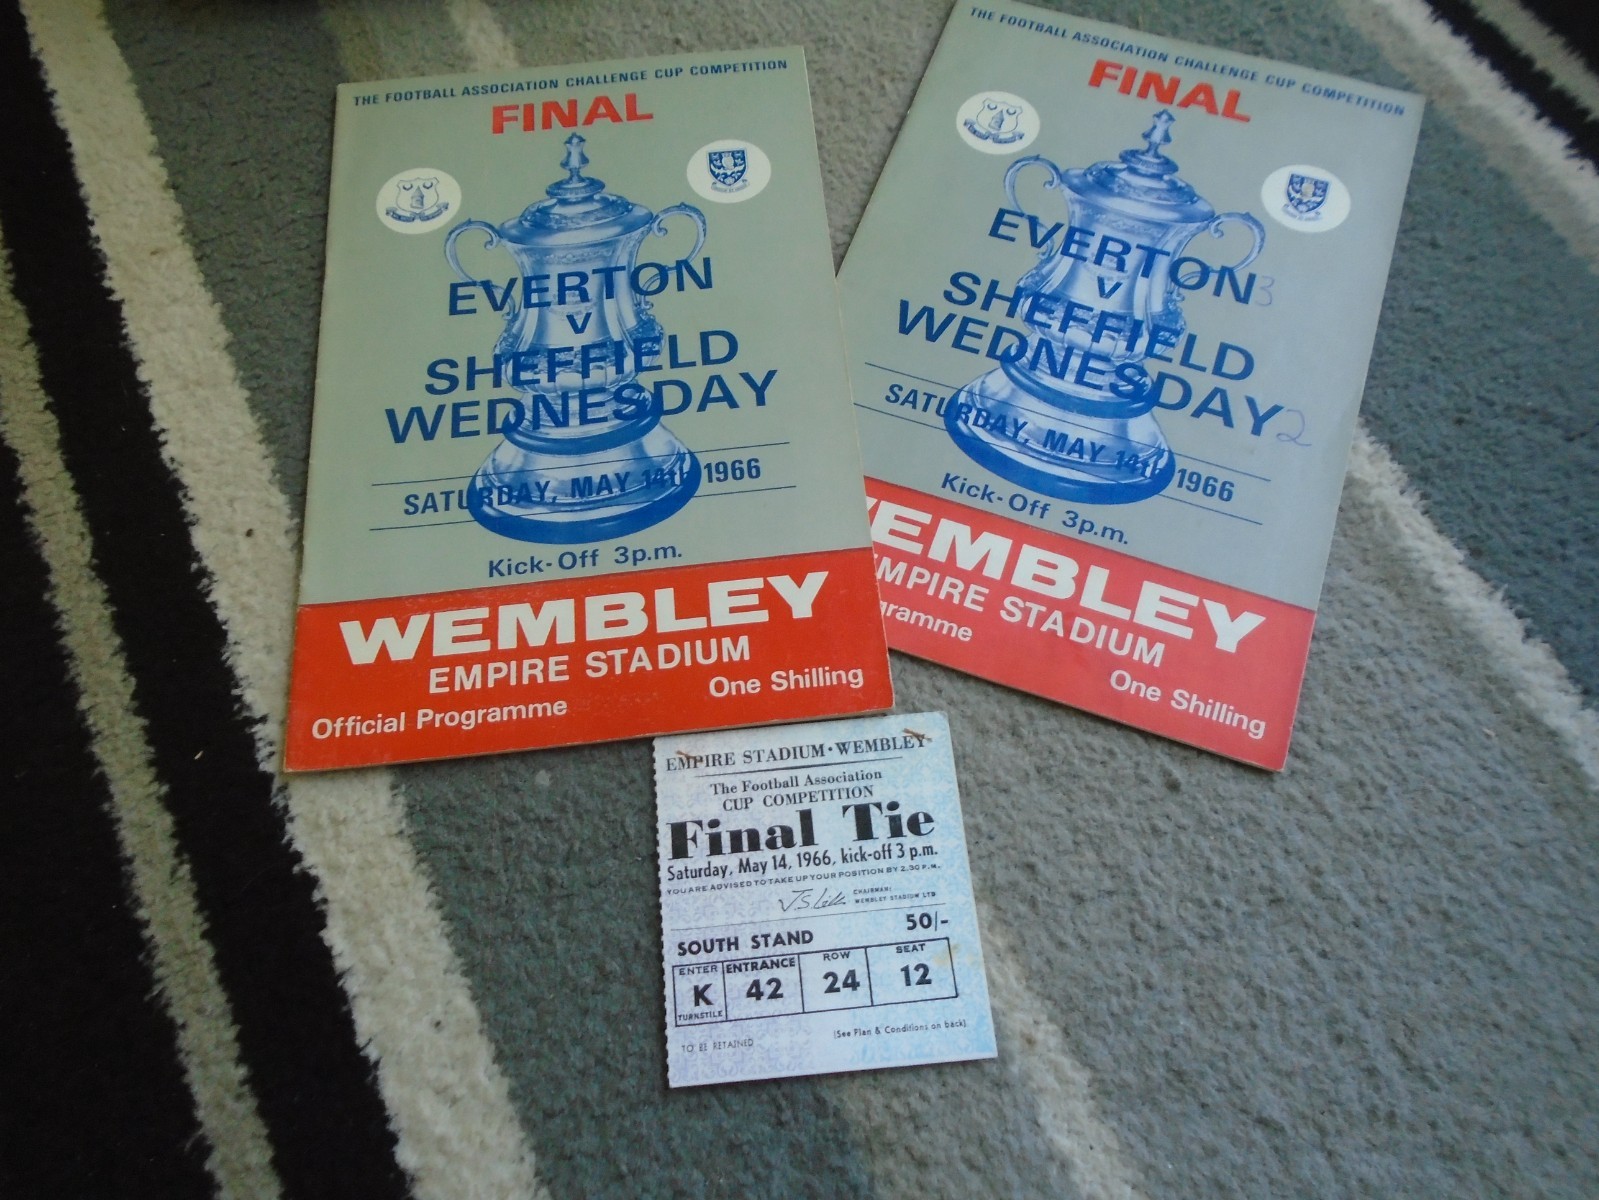 THE FOOTBALL ASSOCIATION CHALLENGE CUP COMPETITION
FINAL
EVERTON
v
SHEFFIELD
WEDNESDAY
SATURDAY, MAY 14th 1966
Kick-Off 3p.m.
WEMBLEY
EMPIRE STADIUM
Official Programme
One Shilling
THE FOOTBALL ASSOCIATION CHALLENGE CUP COMPETITION
FINAL
EVERTON 3
v
SHEFFIELD
WEDNESDAY 2
SATURDAY, MAY 14th 1966
Kick-Off 3p.m.
WEMBLEY
EMPIRE STADIUM
gramme
One Shilling
EMPIRE STADIUM·WEMBLEY
The Football Association
CUP COMPETITION
Final Tie
Saturday, May 14, 1966, kick-off 3 p.m.
YOU ARE ADVISED TO TAKE UP YOUR POSITION BY 2.30 P.M.
CHAIRMAN:
WEMBLEY STADIUM LTD
50/-
SOUTH STAND
ENTER K TURNSTILE
ENTRANCE 42
ROW 24
SEAT 12
(See Plan & Conditions on back)
TO BE RETAINED